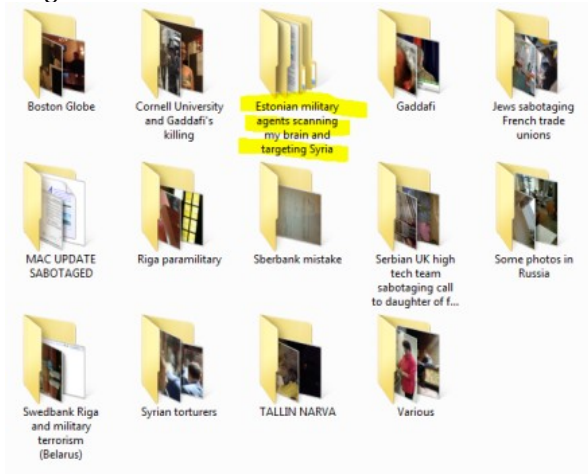 Boston Globe
Cornell University
and Gaddafi's
killing
Estonian military
agents scanning
my brain and
targeting Syria
Gaddafi
Jews sabotaging
French trade
unions
MAC UPDATE
SABOTAGED
Riga paramilitary
Sberbank mistake
Serbian UK high
tech team
sabotaging call
to daughter of f...
Some photos in
Russia
Swedbank Riga
and military
terrorism
(Belarus)
Syrian torturers
TALLIN NARVA
Various